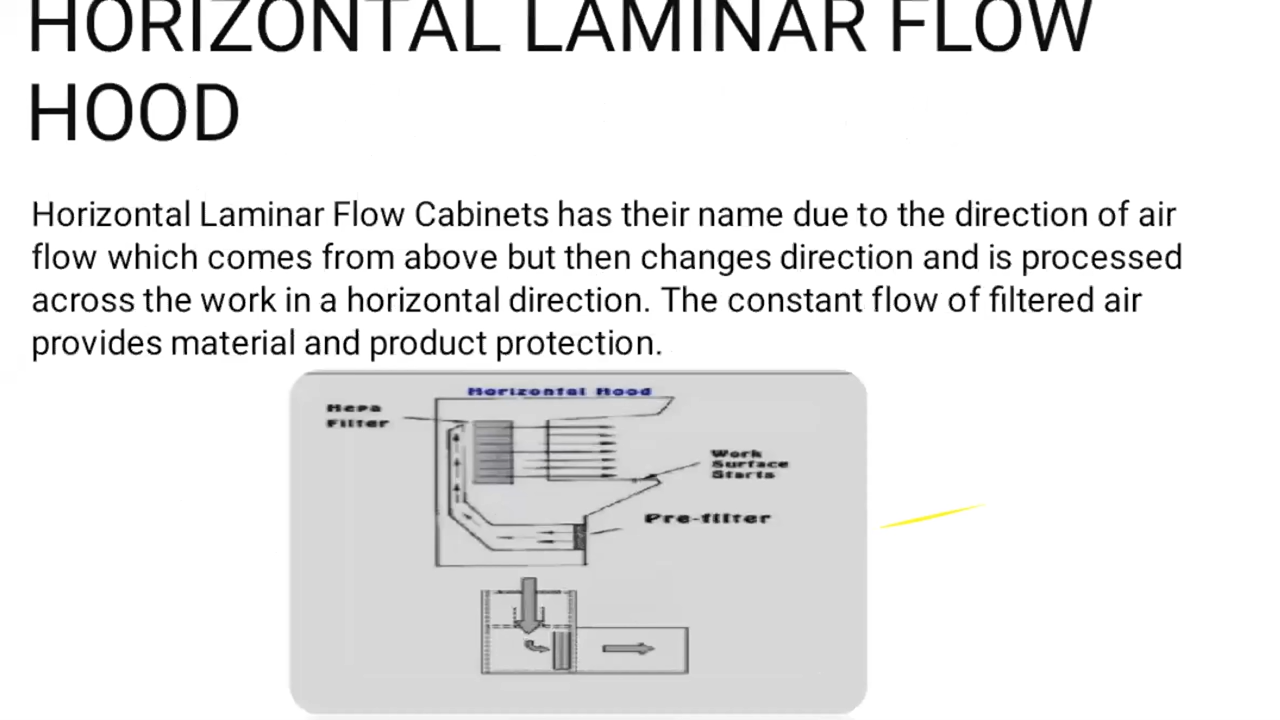 HORIZONTAL LAMINAR FLOW
HOOD
Horizontal Laminar Flow Cabinets has their name due to the direction of air
flow which comes from above but then changes direction and is processed
across the work in a horizontal direction. The constant flow of filtered air
provides material and product protection.
Horizontal Hood
Hepa
Filter
Work
Surface
Starts
Pre-filter